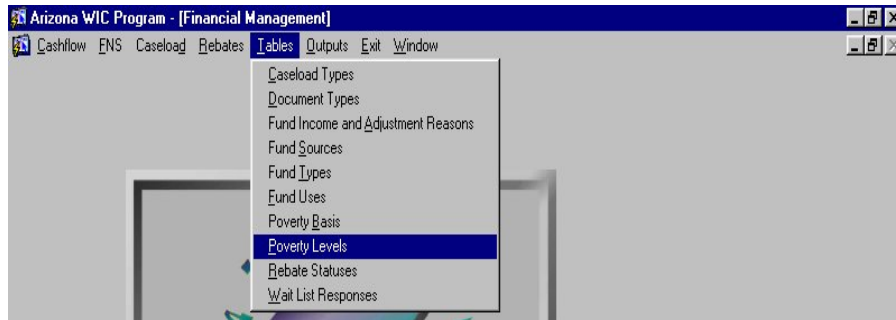 Arizona WIC Program - [Financial Management]
Cashflow FNS Caseload Rebates Tables Outputs Exit Window
Caseload Types
Document Types
Fund Income and Adjustment Reasons
Fund Sources
Fund Types
Fund Uses
Poverty Basis
Poverty Levels
Rebate Statuses
Wait List Responses